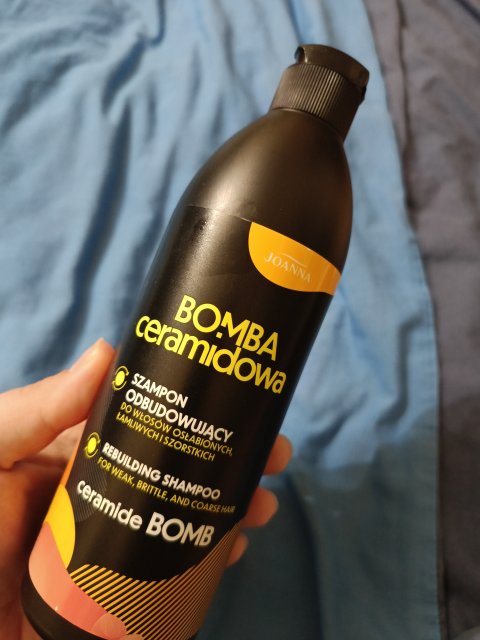 JOANNA
BOMBA
ceramidowa
SZAMPON
ODBUDOWUJĄCY
DO WŁOSÓW OSŁABIONYCH,
ŁAMLIWYCH I SZORSTKICH
REBUILDING SHAMPOO
FOR WEAK, BRITTLE, AND COARSE HAIR
ceramide BOMB